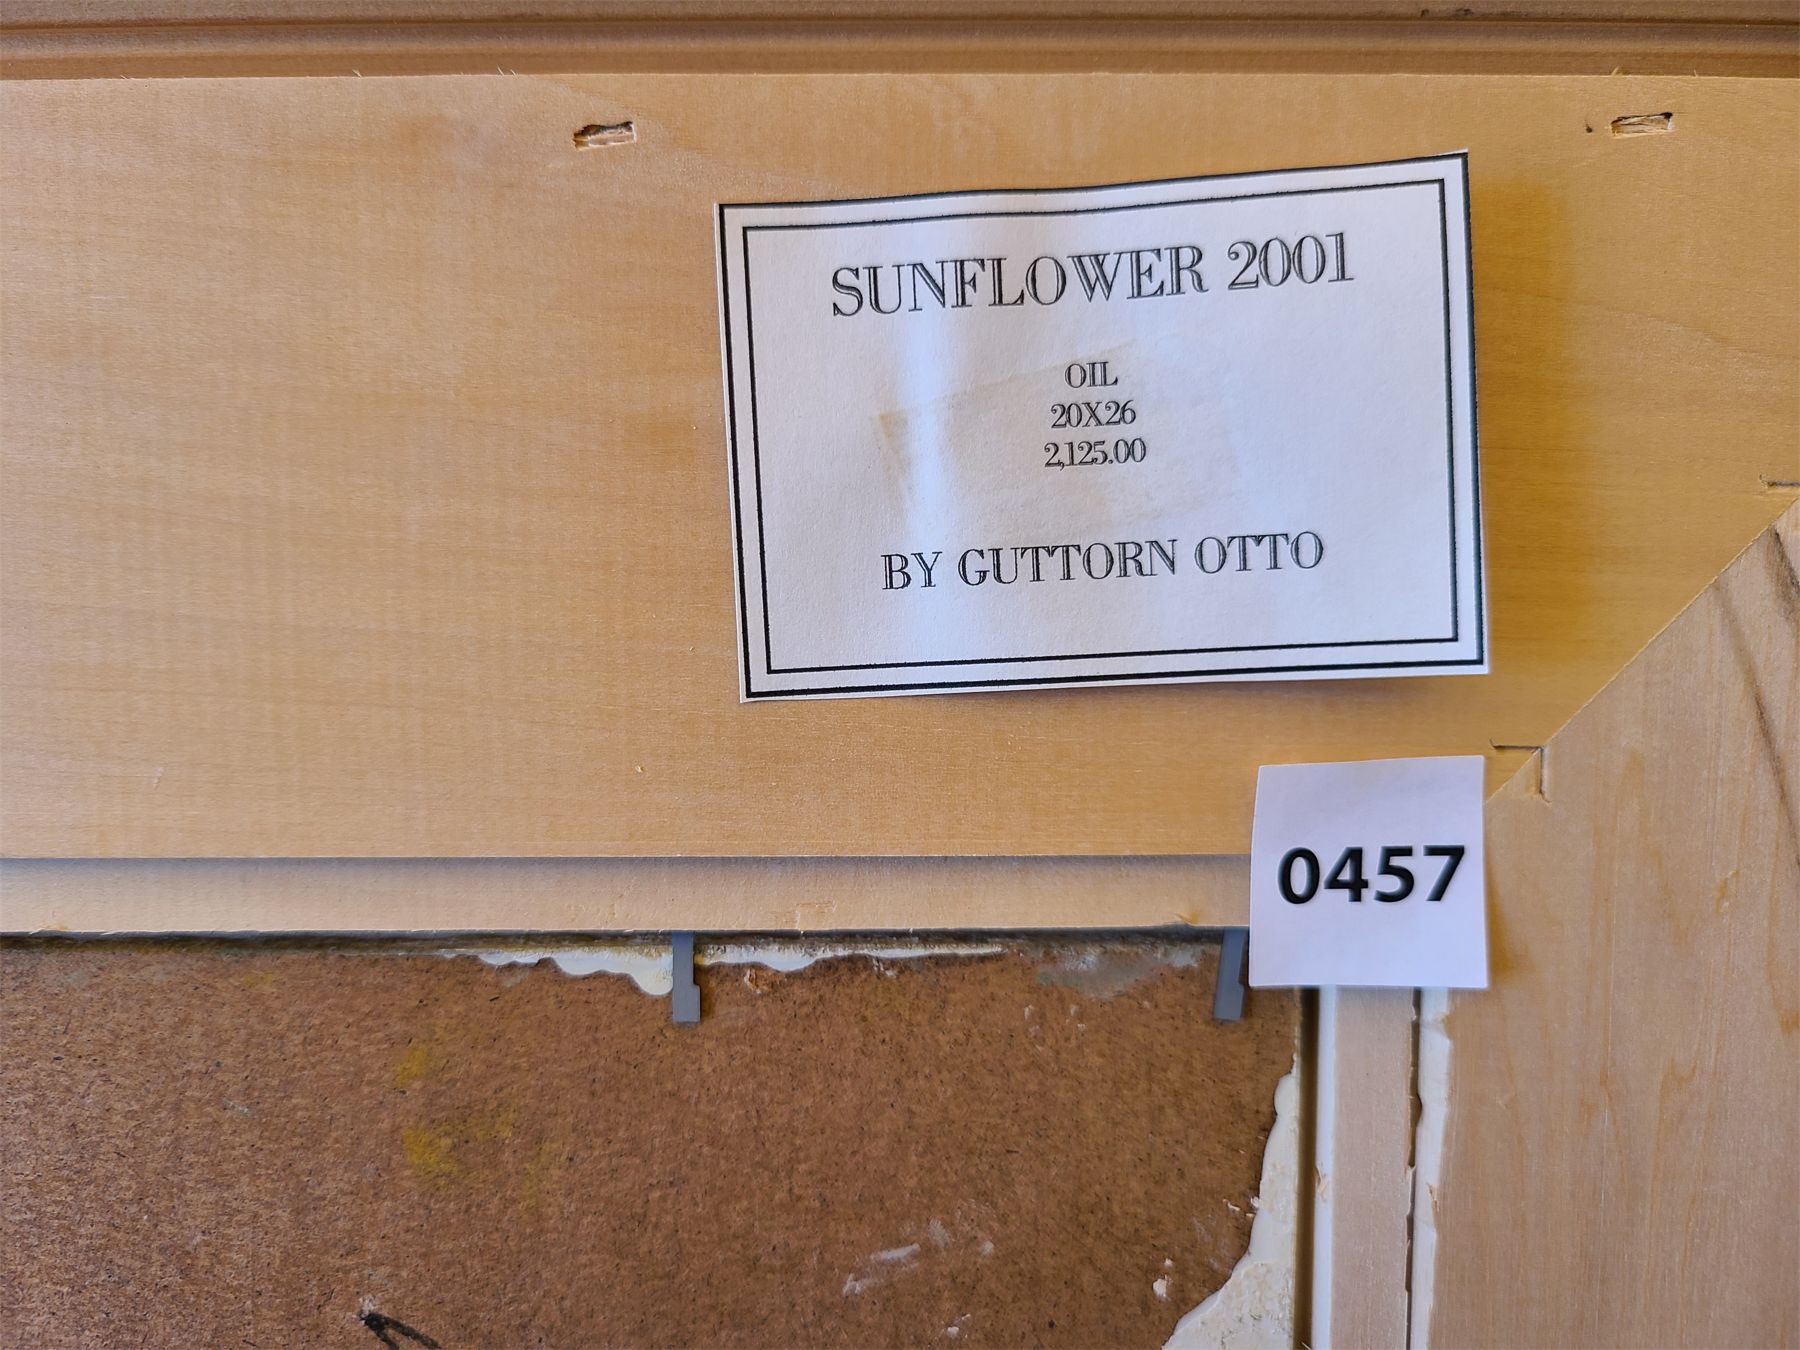 SUNFLOWER 2001
OIL
20X26
2,125.00
BY GUTTORN OTTO
0457